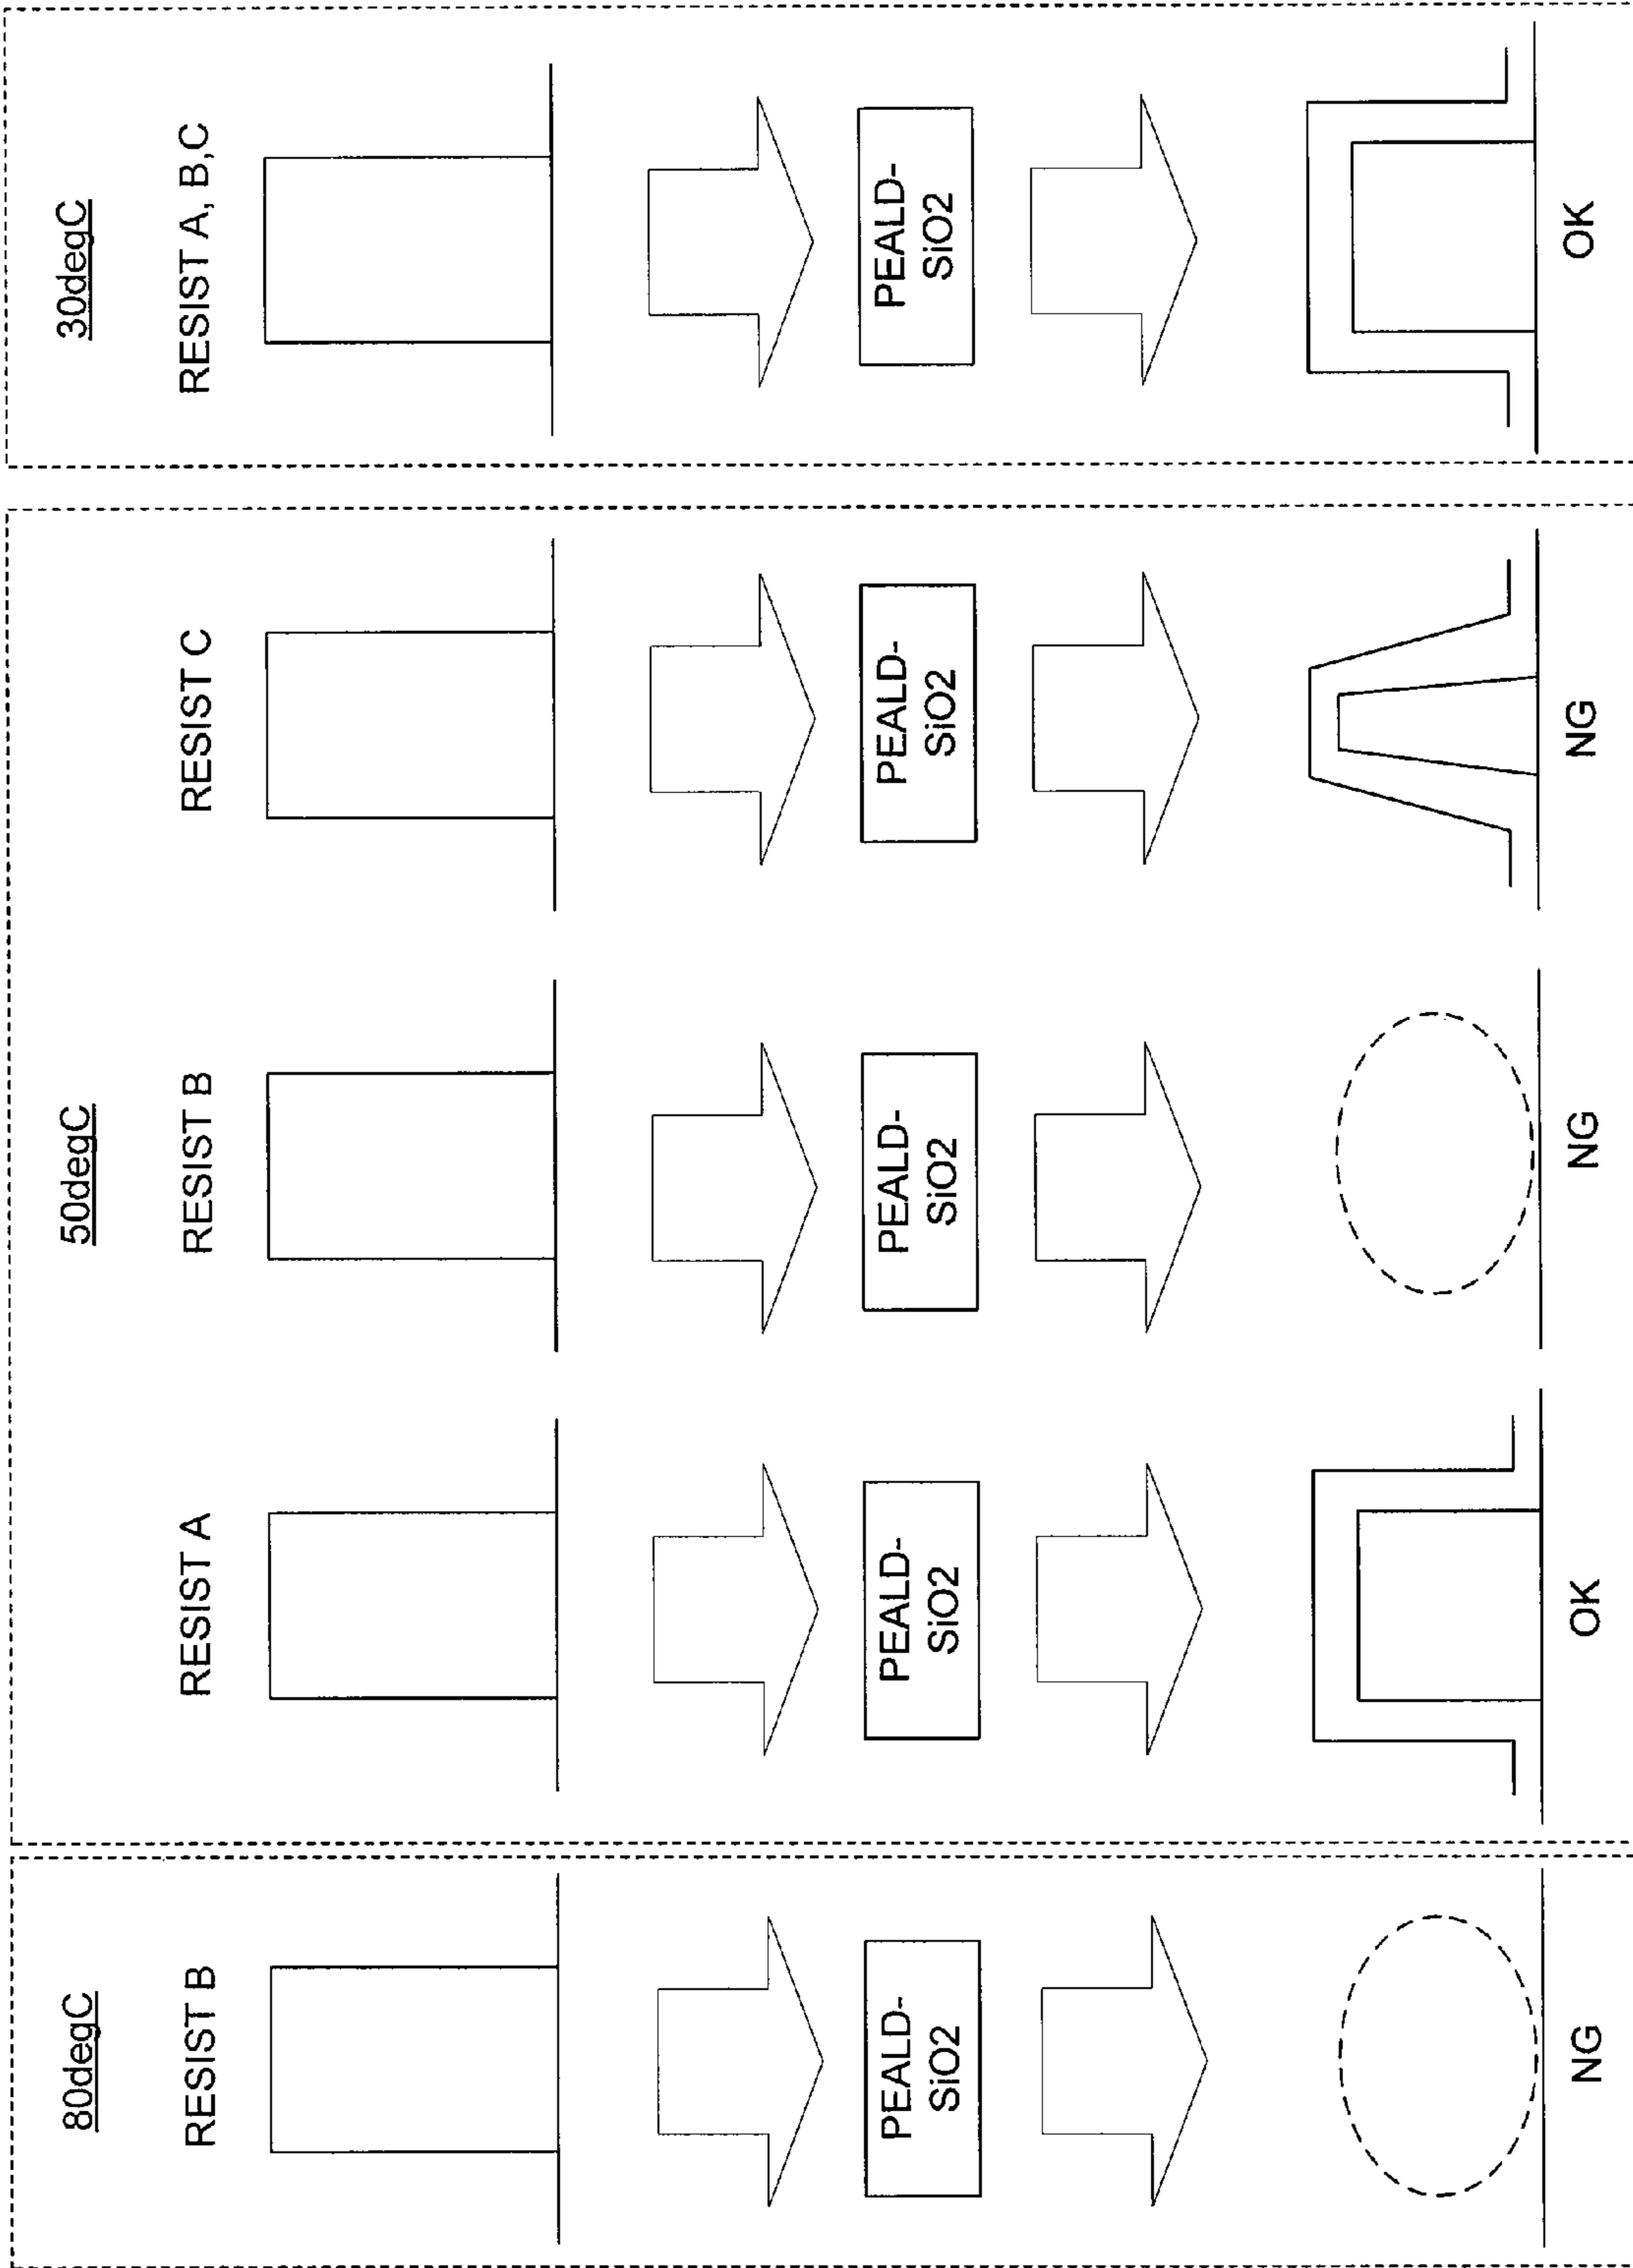 80degC
RESIST B
PEALD-
SiO2
NG
50degC
RESIST A
PEALD-
SiO2
OK
RESIST B
PEALD-
SiO2
NG
RESIST C
PEALD-
SiO2
NG
30degC
RESIST A, B,C
PEALD-
SiO2
OK